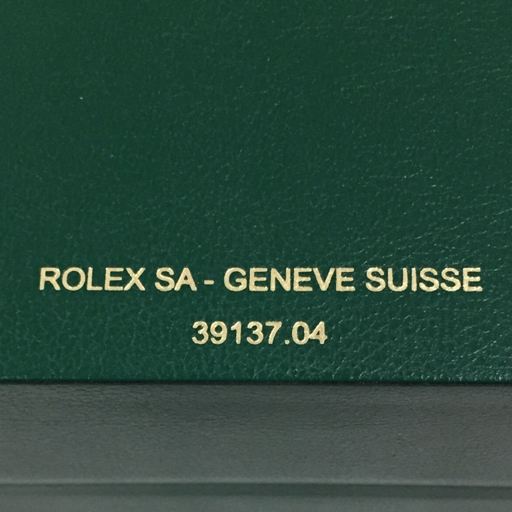 ROLEX SA - GENEVE SUISSE
39137.04